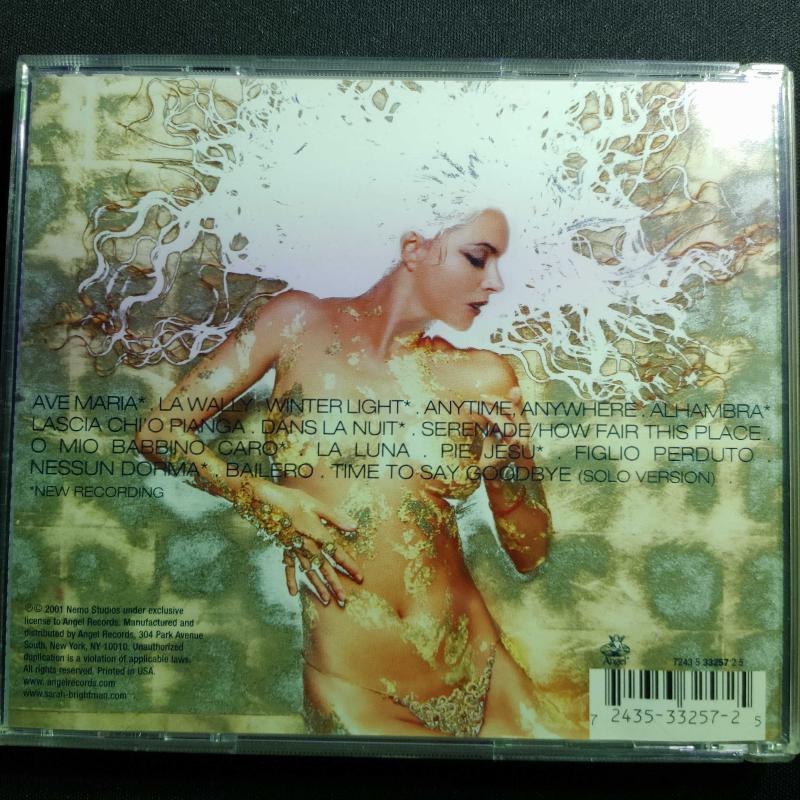 AVE MARIA* . LA WALLY . WINTER LIGHT* . ANYTIME, ANYWHERE . ALHAMBRA*
LASCIA CHI'O PIANGA . DANS LA NUIT* . SERENADE/HOW FAIR THIS PLACE .
O MIO BABBINO CARO* . LA LUNA . PIE JESU* . FIGLIO PERDUTO .
NESSUN DORMA* . BAILERO . TIME TO SAY GOODBYE (SOLO VERSION) .
*NEW RECORDING
℗© 2001 Nemo Studios under exclusive
license to Angel Records. Manufactured and
distributed by Angel Records, 304 Park Avenue
South, New York, NY 10010. Unauthorized
duplication is a violation of applicable laws.
All rights reserved. Printed in USA.
www.angelrecords.com
www.sarah-brightman.com
Angel
7243 5 33257 2 5
7 2435-33257-2 5